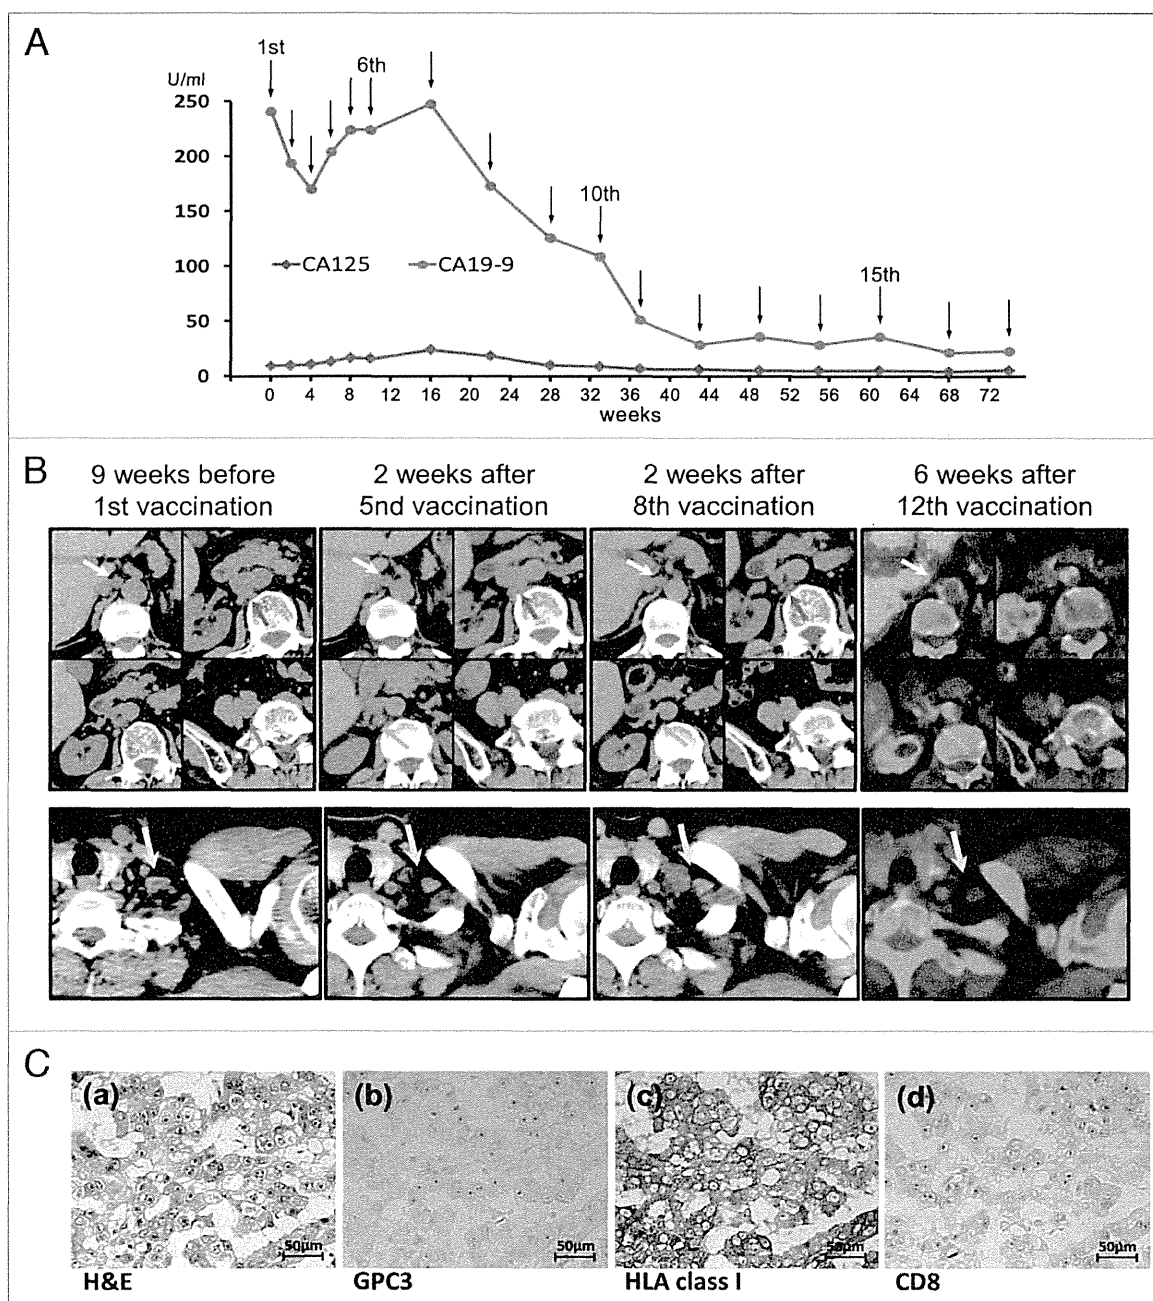 A
1st
6th
U/ml
250
200
10th
150
100
CA125
CA19-9
15th
50
0
0 4 8 12 16 20 24 28 32 36 40 44 48 52 56 60 64 68 72
weeks
B
9 weeks before
1st vaccination
2 weeks after
5nd vaccination
2 weeks after
8th vaccination
6 weeks after
12th vaccination
C
(a)
50μm
H&E
(b)
50μm
GPC3
(c)
50μm
HLA class I
(d)
50μm
CD8